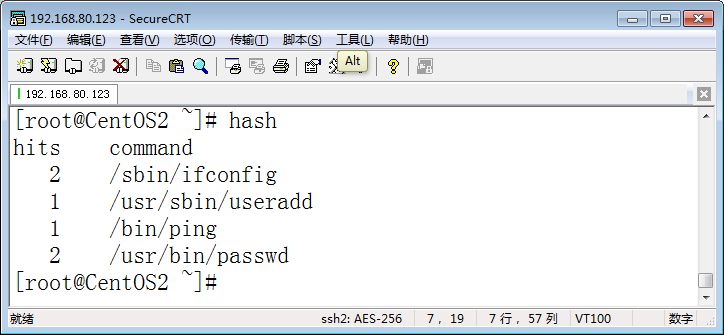 192.168.80.123 - SecureCRT
文件(F) 编辑(E) 查看(V) 选项(O) 传输(T) 脚本(S) 工具(L) 帮助(H)
Alt
192.168.80.123
[root@CentOS2 ~]# hash
hits    command
   2    /sbin/ifconfig
   1    /usr/sbin/useradd
   1    /bin/ping
   2    /usr/bin/passwd
[root@CentOS2 ~]#
就绪 ssh2: AES-256 7, 19 7 行, 57 列 VT100 数字